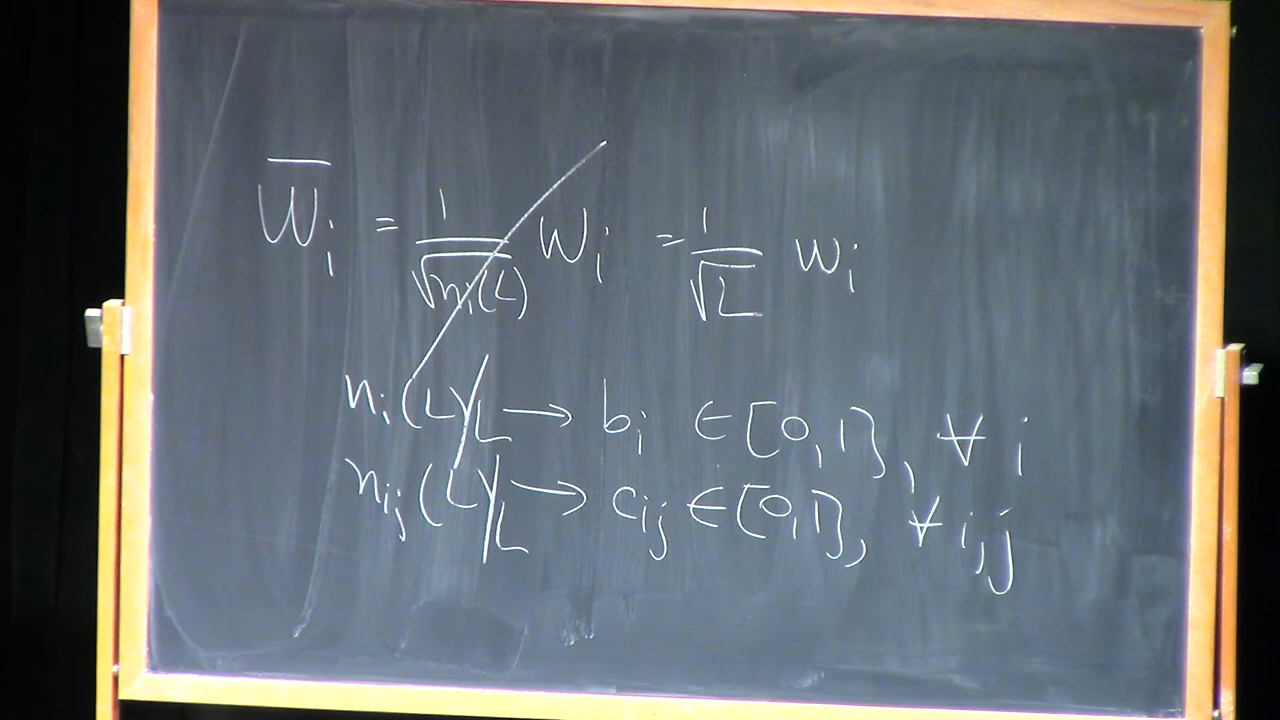 W̅i = 1/√ni(L) Wi = 1/√L Wi
ni(L)/L → bi ∈ [0,1], ∀ i
nij(L)/L → cij ∈ [0,1], ∀ i,j